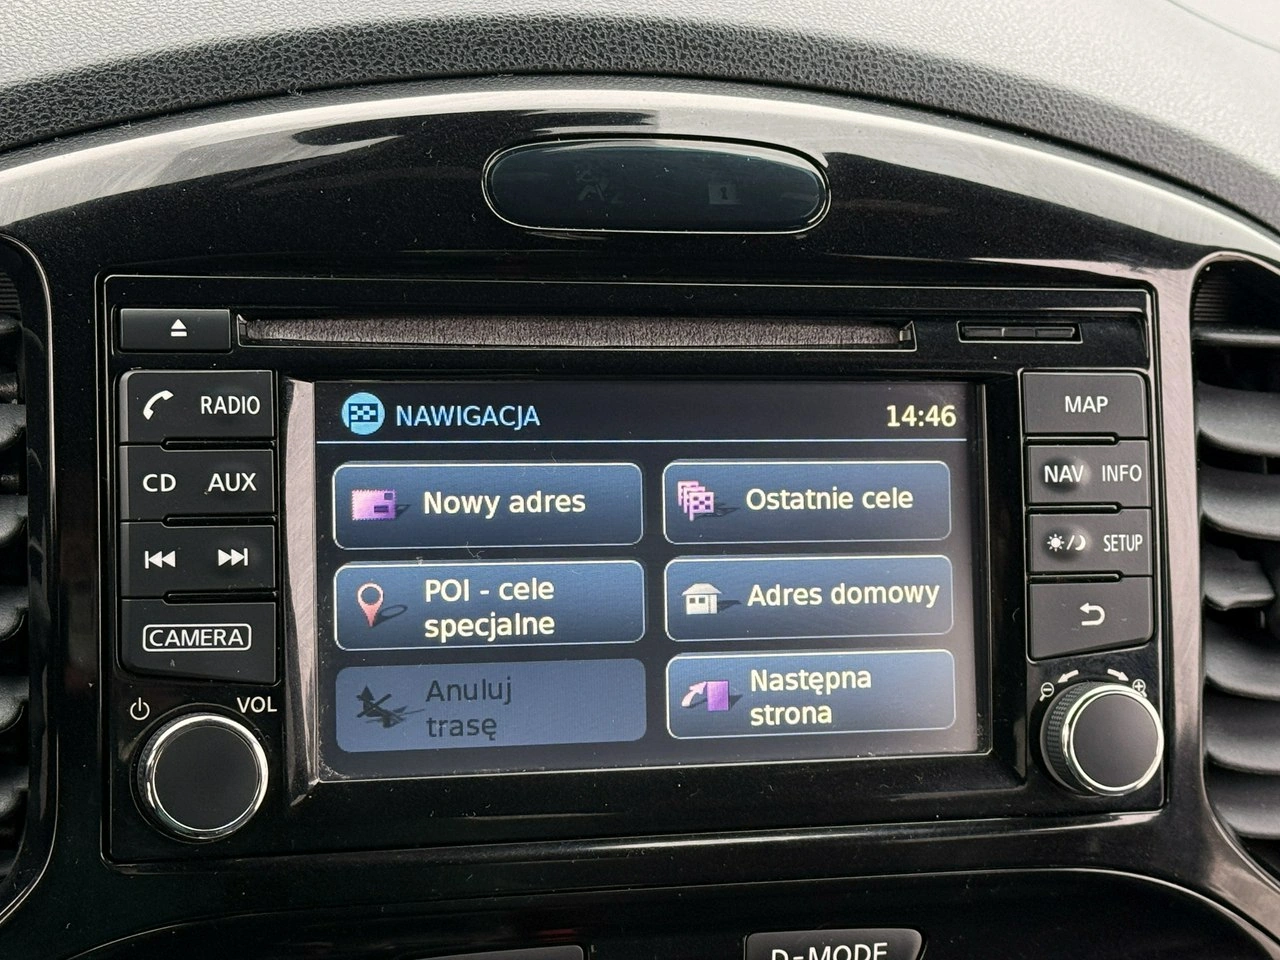 RADIO
CD AUX
CAMERA
VOL
NAWIGACJA 14:46
Nowy adres
Ostatnie cele
POI - cele
specjalne
Adres domowy
Anuluj
trasę
Następna
strona
MAP
NAV INFO
SETUP
D-MODE